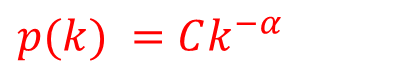 p(k) = Ck^{-α}